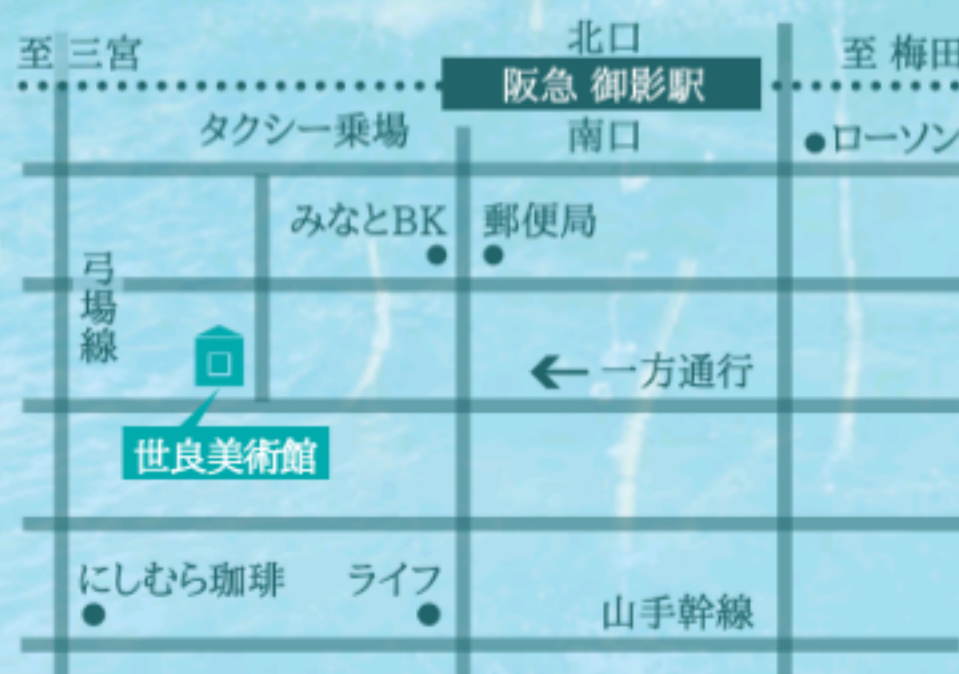 北口
至 三宮
阪急 御影駅
至 梅田
タクシー乗場
南口
ローソン
みなとBK
郵便局
弓場線
一方通行
世良美術館
にしむら珈琲
ライフ
山手幹線